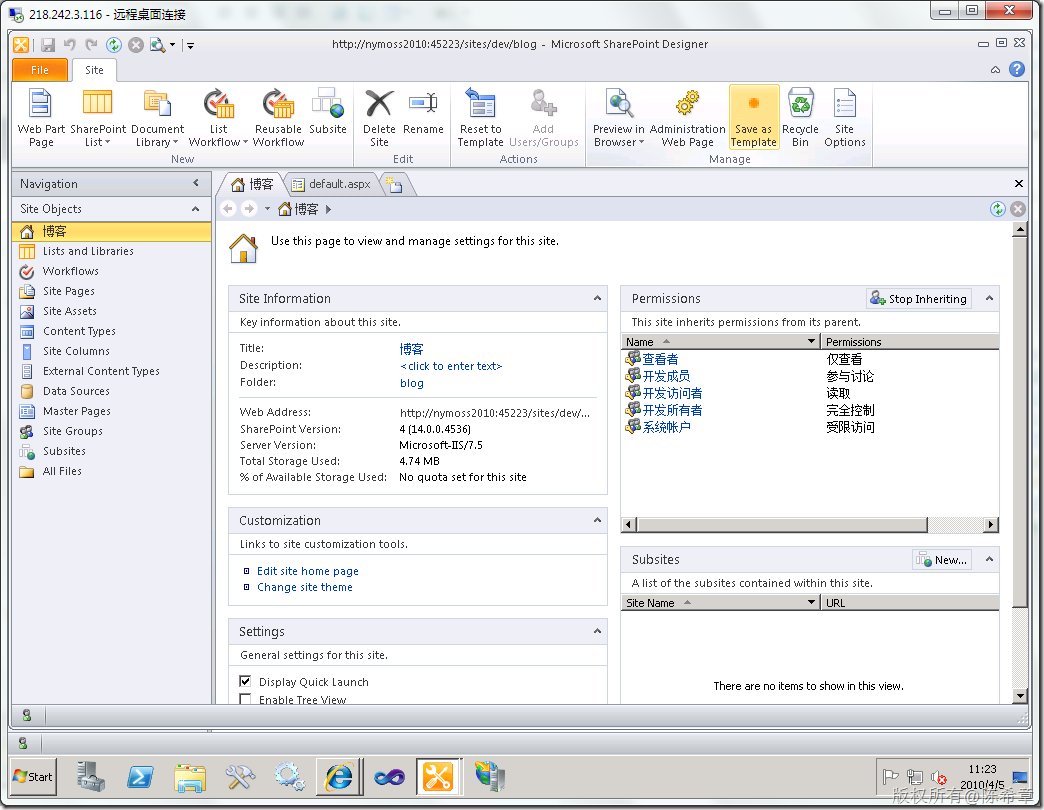 218.242.3.116 - 远程桌面连接
http://nymoss2010:45223/sites/dev/blog - Microsoft SharePoint Designer
File
Site
Web Part Page
SharePoint List
Document Library
List Workflow
Reusable Workflow
Subsite
New
Delete Site
Rename
Edit
Reset to Template
Add Users/Groups
Actions
Preview in Browser
Administration Web Page
Save as Template
Recycle Bin
Site Options
Manage
Navigation
Site Objects
博客
Lists and Libraries
Workflows
Site Pages
Site Assets
Content Types
Site Columns
External Content Types
Data Sources
Master Pages
Site Groups
Subsites
All Files
博客
default.aspx
博客
Use this page to view and manage settings for this site.
Site Information
Key information about this site.
Title: 博客
Description: <click to enter text>
Folder: blog
Web Address: http://nymoss2010:45223/sites/dev/...
SharePoint Version: 4 (14.0.0.4536)
Server Version: Microsoft-IIS/7.5
Total Storage Used: 4.74 MB
% of Available Storage Used: No quota set for this site
Customization
Links to site customization tools.
Edit site home page
Change site theme
Settings
General settings for this site.
Display Quick Launch
Enable Tree View
Permissions
Stop Inheriting
This site inherits permissions from its parent.
Name Permissions
查看者 仅查看
开发成员 参与讨论
开发访问者 读取
开发所有者 完全控制
系统帐户 受限访问
Subsites
New...
A list of the subsites contained within this site.
Site Name URL
There are no items to show in this view.
Start
11:23
2010/4/5
版权所有@陈希章